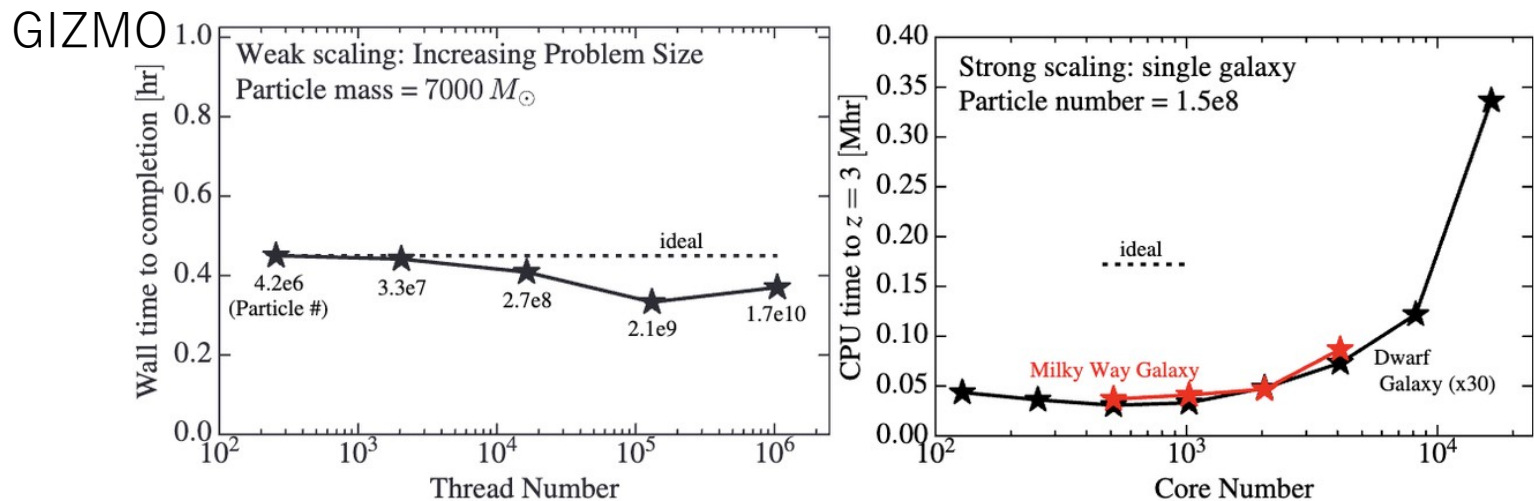 GIZMO
Weak scaling: Increasing Problem Size
Particle mass = 7000 M☉
1.0
0.8
0.6
0.4
0.2
0.0
Wall time to completion [hr]
ideal
4.2e6
(Particle #)
3.3e7
2.7e8
2.1e9
1.7e10
10² 10³ 10⁴ 10⁵ 10⁶
Thread Number
Strong scaling: single galaxy
Particle number = 1.5e8
0.40
0.35
0.30
0.25
0.20
0.15
0.10
0.05
0.00
CPU time to z = 3 [Mhr]
ideal
Milky Way Galaxy
Dwarf
Galaxy (x30)
10² 10³ 10⁴
Core Number